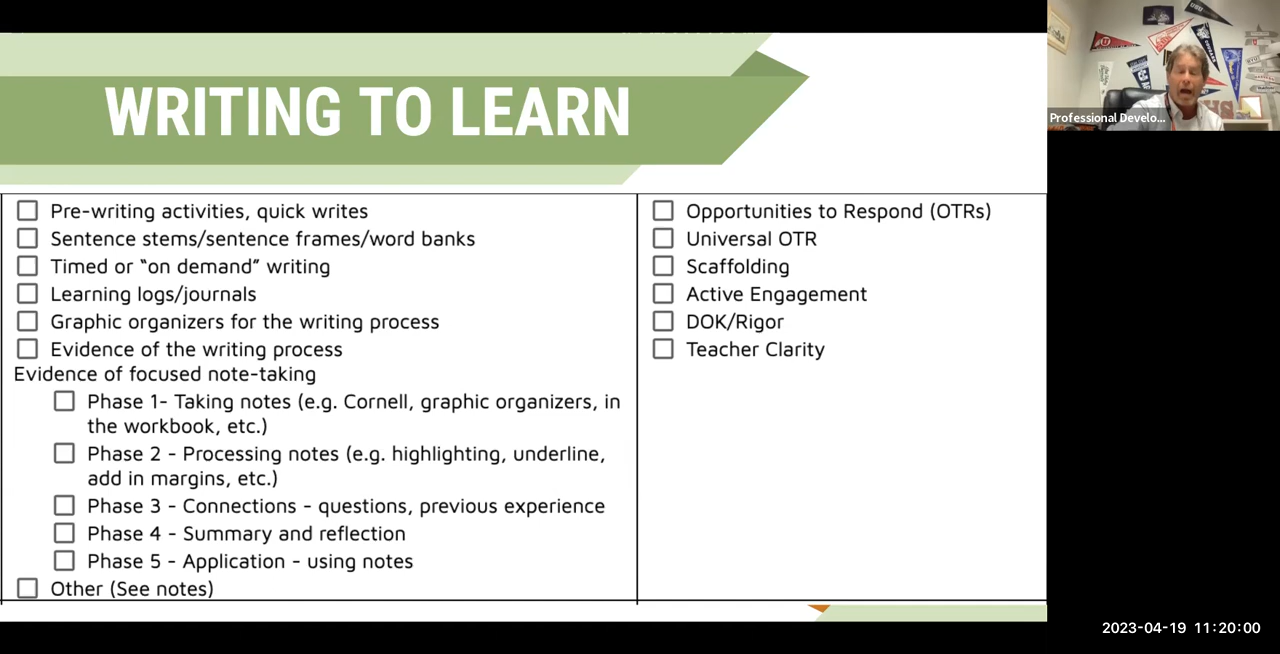 WRITING TO LEARN
Pre-writing activities, quick writes
Sentence stems/sentence frames/word banks
Timed or “on demand” writing
Learning logs/journals
Graphic organizers for the writing process
Evidence of the writing process
Evidence of focused note-taking
Phase 1- Taking notes (e.g. Cornell, graphic organizers, in
the workbook, etc.)
Phase 2 - Processing notes (e.g. highlighting, underline,
add in margins, etc.)
Phase 3 - Connections - questions, previous experience
Phase 4 - Summary and reflection
Phase 5 - Application - using notes
Other (See notes)
Opportunities to Respond (OTRs)
Universal OTR
Scaffolding
Active Engagement
DOK/Rigor
Teacher Clarity
Professional Develo...
2023-04-19 11:20:00